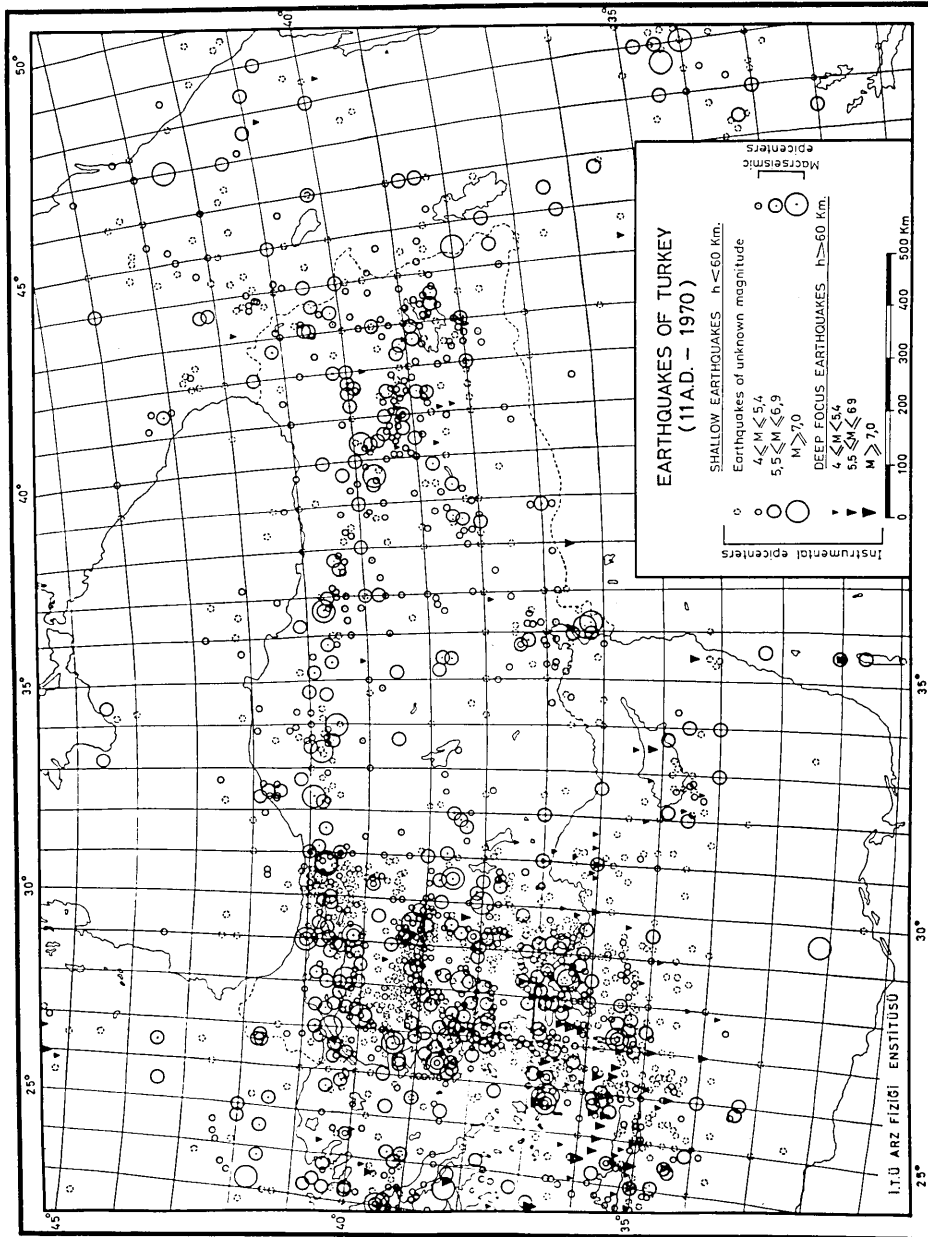 EARTHQUAKES OF TURKEY
(11 A.D. – 1970)
SHALLOW EARTHQUAKES h<60 Km.
Earthquakes of unknown magnitude
4⩽M⩽5,4
5,5⩽M⩽6,9
M⩾7,0
DEEP FOCUS EARTHQUAKES h>60 Km.
4⩽M⩽5,4
5,5⩽M⩽6,9
M⩾7,0
Instrumental epicenters
Macrseismic
epicenters
0 100 200 300 400 500 Km
İ.T.Ü ARZ FİZİĞİ ENSTİTÜSÜ
25°
30°
35°
40°
45°
50°
45°
40°
35°
40°
35°
25°
30°
35°